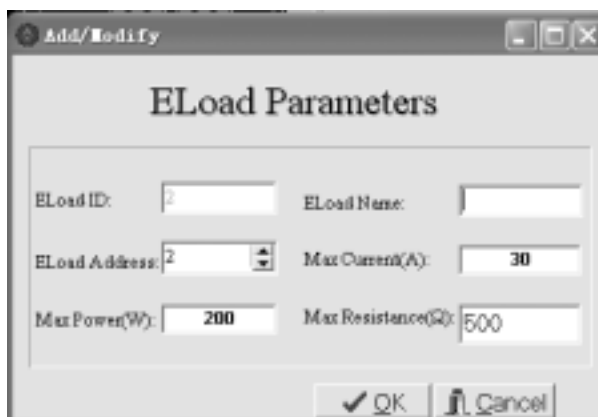 Add/Modify
ELoad Parameters
ELoad ID: 2 ELoad Name:
ELoad Address: 2 Max Current(A): 30
Max Power(W): 200 Max Resistance(Ω): 500
OK Cancel